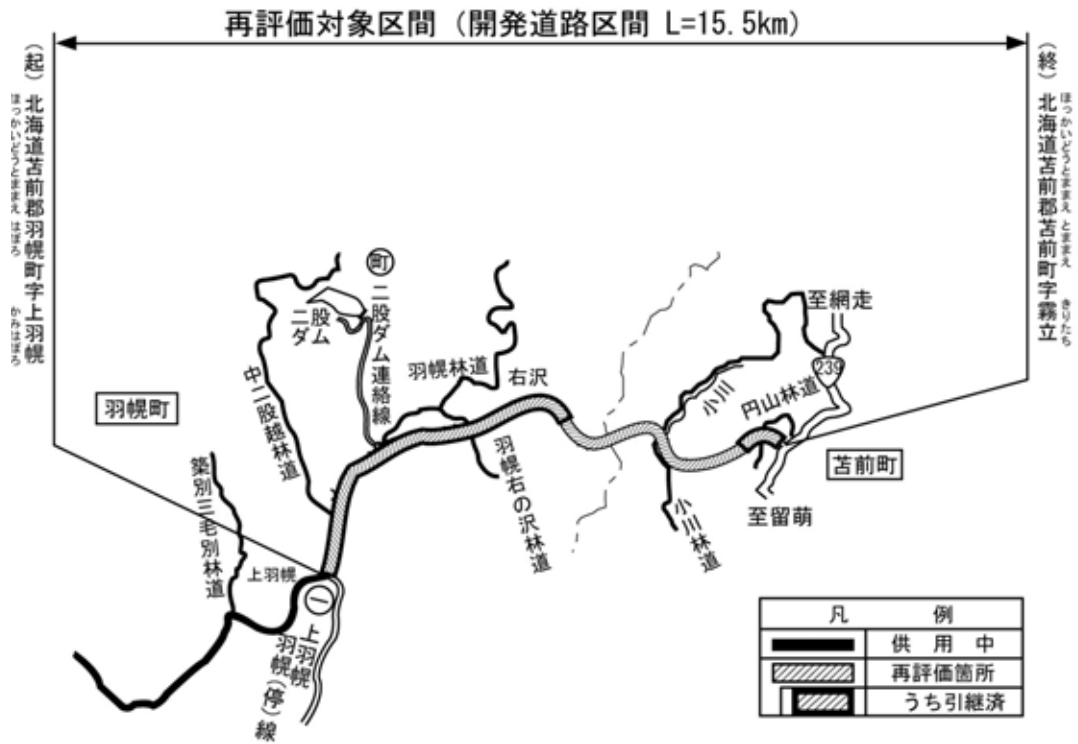 再評価対象区間（開発道路区間 L=15.5km）
（起）北海道苫前郡羽幌町字上羽幌
ほっかいどうとままえ はぼろ かみはぼろ
（終）北海道苫前郡苫前町字霧立
ほっかいどうとままえ とままえ きりたち
町
二股ダム連絡線
二股
ダム
中二股越林道
羽幌林道
右沢
至網走
239
小川
円山林道
羽幌町
苫前町
築別三毛別林道
羽幌右の沢林道
小川林道
至留萌
上羽幌
一
上羽幌
羽幌(停)線
凡例
供用中
再評価箇所
うち引継済